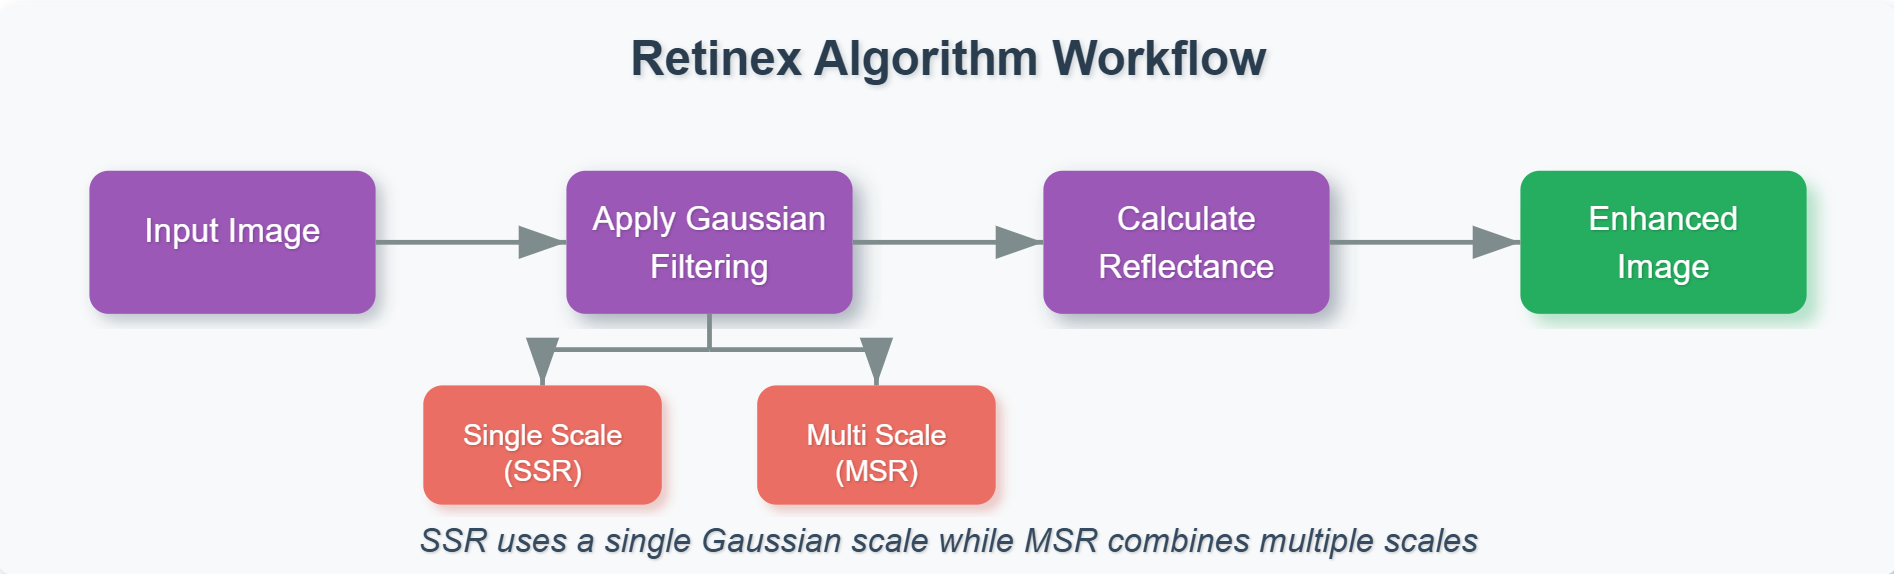 Retinex Algorithm Workflow
Input Image
Apply Gaussian
Filtering
Calculate
Reflectance
Enhanced
Image
Single Scale
(SSR)
Multi Scale
(MSR)
SSR uses a single Gaussian scale while MSR combines multiple scales